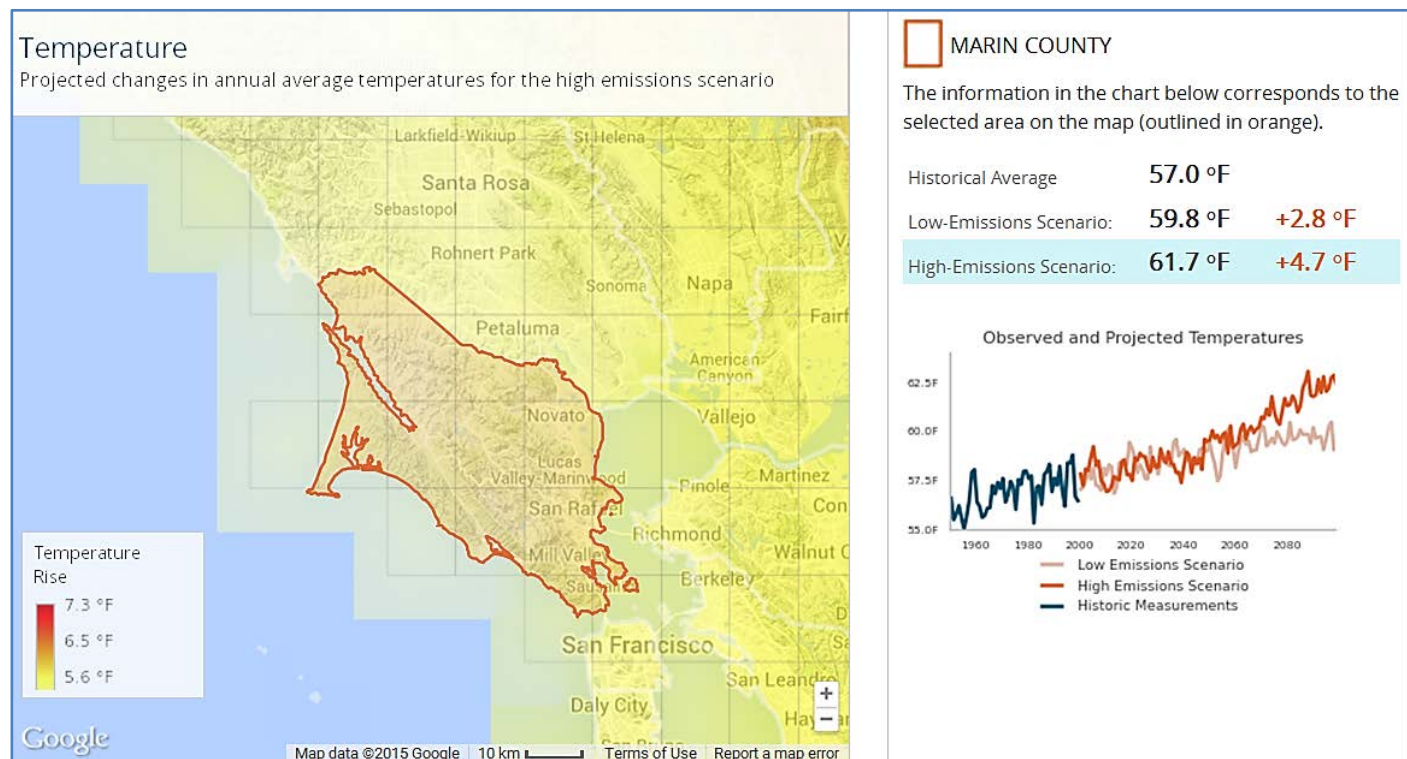 Temperature
Projected changes in annual average temperatures for the high emissions scenario
Larkfield-Wikiup
St Helena
Santa Rosa
Sebastopol
Rohnert Park
Sonoma
Napa
Petaluma
Fairf
American
Canyon
Novato
Vallejo
Lucas
Valley-Marinwood
Pinole
Martinez
San Rafael
Con
Richmond
Mill Valley
Walnut C
Berkeley
San Francisco
San Leandro
Daly City
Temperature
Rise
7.3 °F
6.5 °F
5.6 °F
+
−
Google
Map data ©2015 Google
10 km
Terms of Use
Report a map error
MARIN COUNTY
The information in the chart below corresponds to the
selected area on the map (outlined in orange).
Historical Average 57.0 °F
Low-Emissions Scenario: 59.8 °F +2.8 °F
High-Emissions Scenario: 61.7 °F +4.7 °F
Observed and Projected Temperatures
62.5F
60.0F
57.5F
55.0F
1960 1980 2000 2020 2040 2060 2080
Low Emissions Scenario
High Emissions Scenario
Historic Measurements